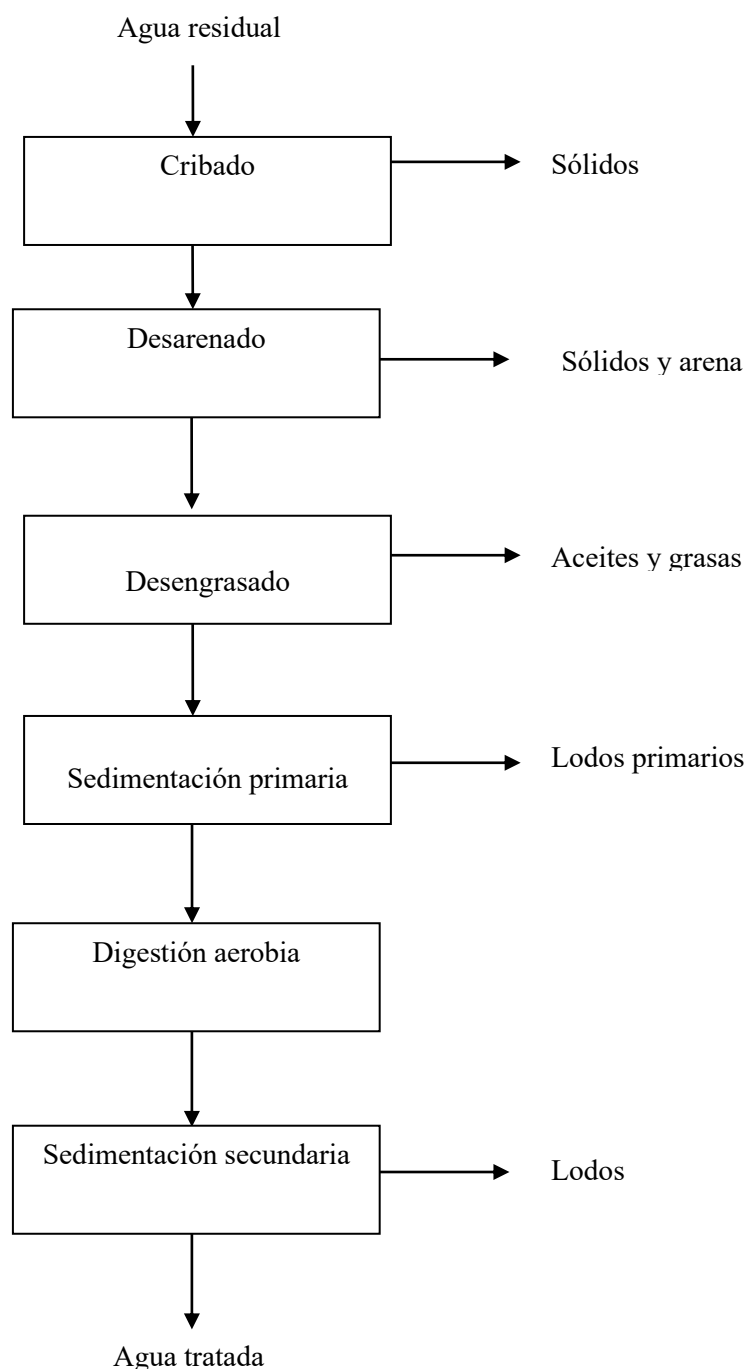 Agua residual
Cribado
Sólidos
Desarenado
Sólidos y arena
Desengrasado
Aceites y grasas
Sedimentación primaria
Lodos primarios
Digestión aerobia
Sedimentación secundaria
Lodos
Agua tratada